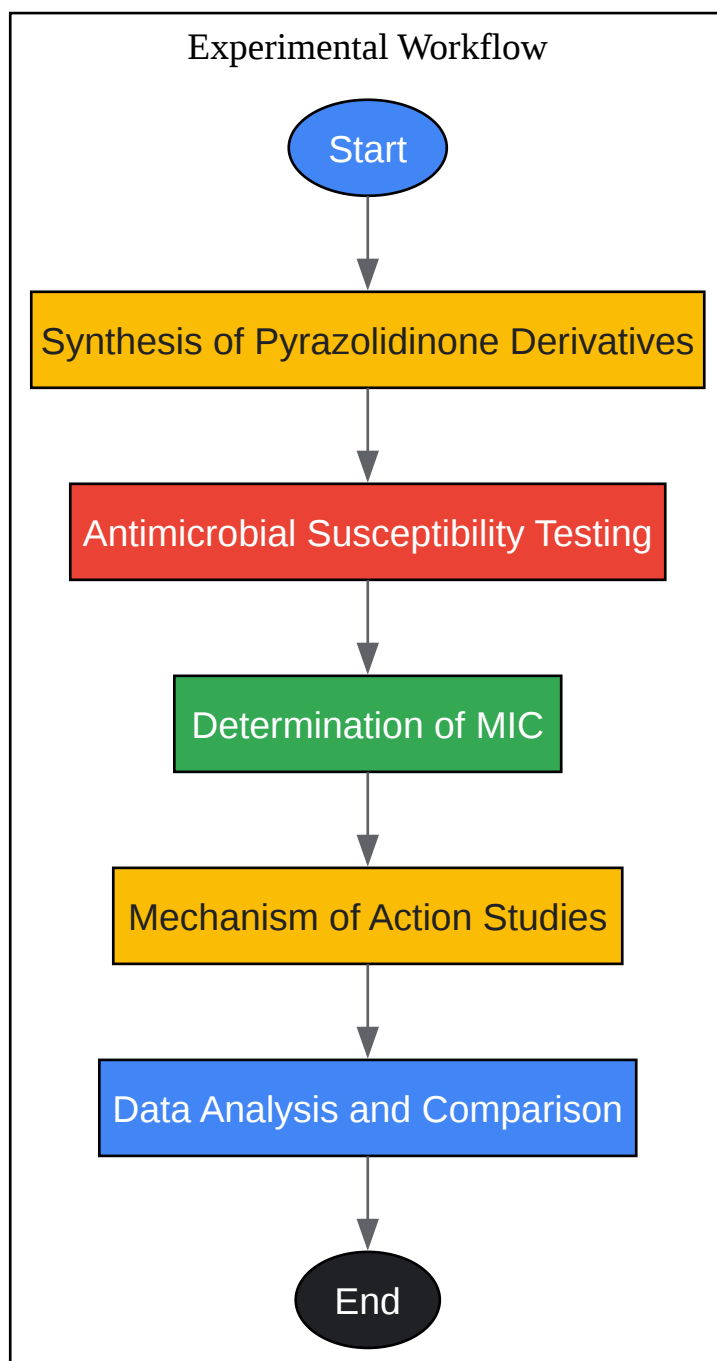 Experimental Workflow
Start
Synthesis of Pyrazolidinone Derivatives
Antimicrobial Susceptibility Testing
Determination of MIC
Mechanism of Action Studies
Data Analysis and Comparison
End